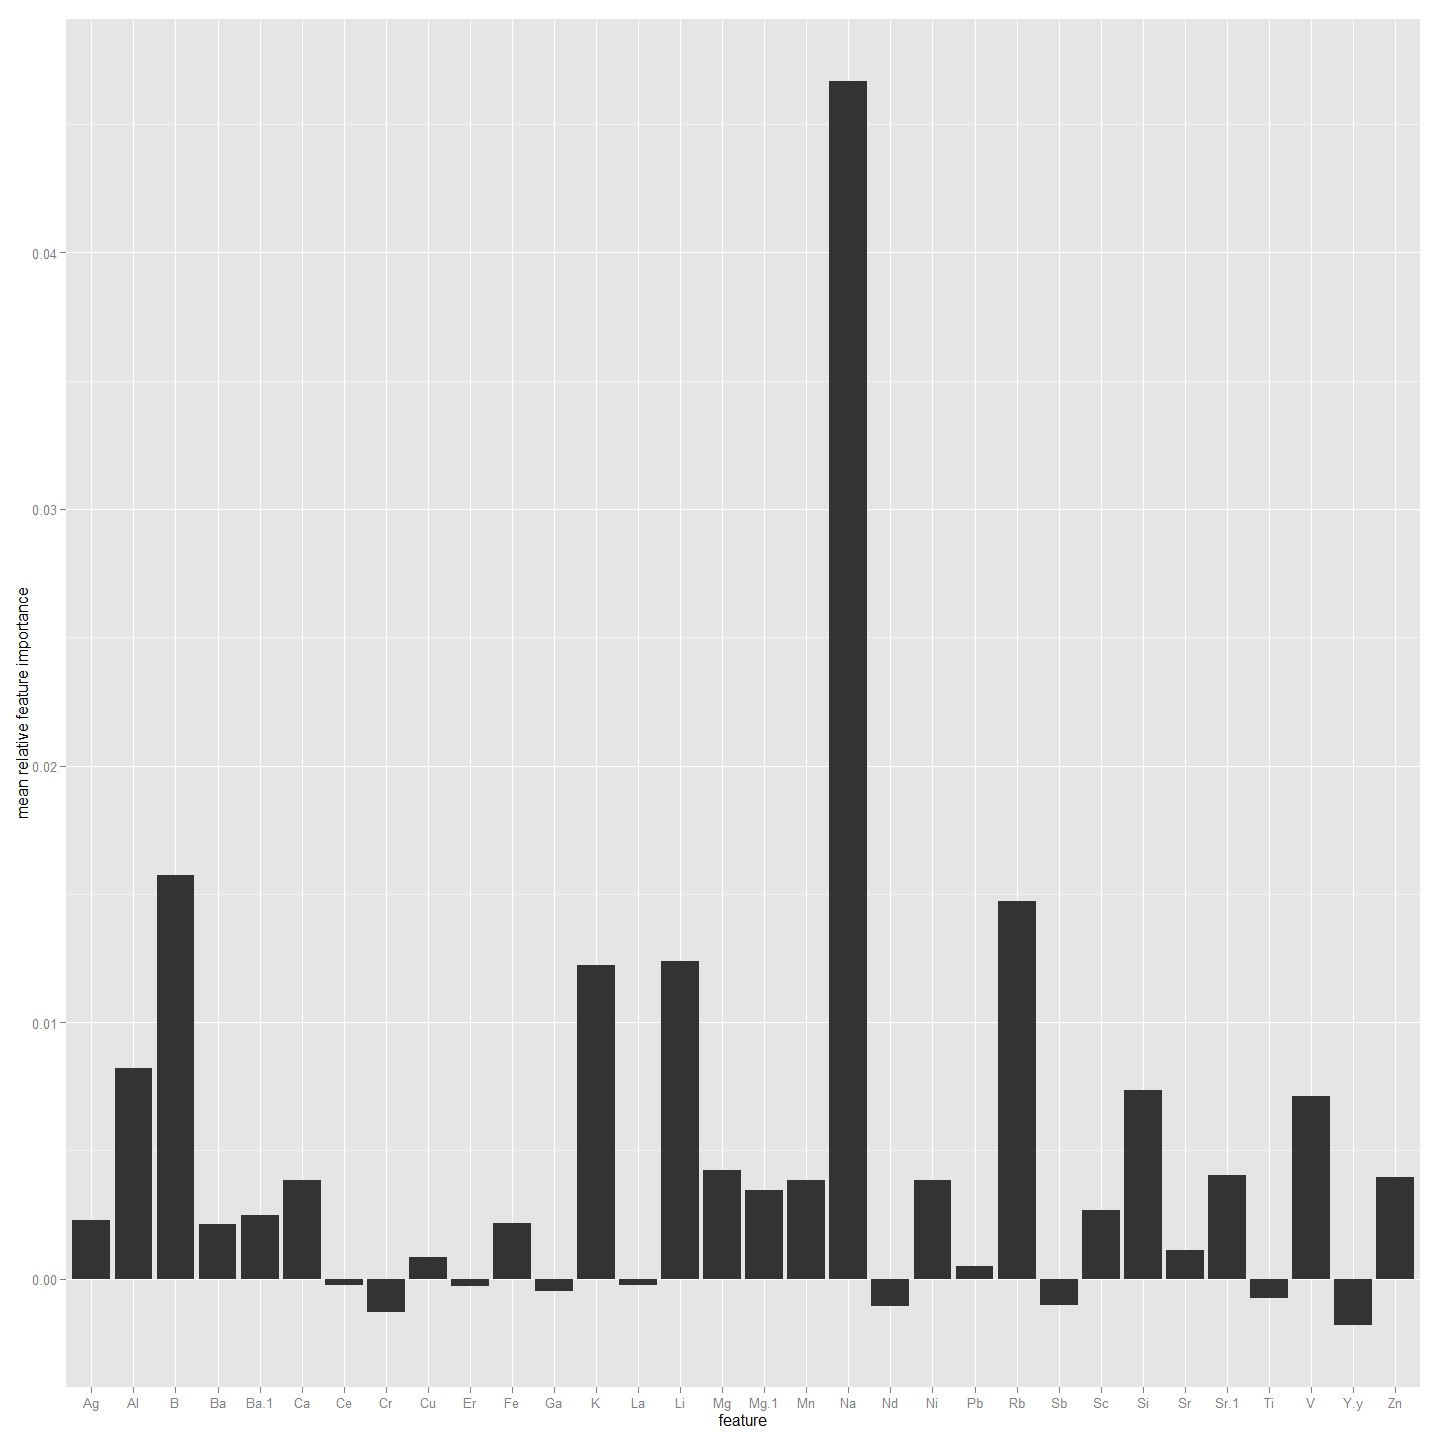 mean relative feature importance
0.04
0.03
0.02
0.01
0.00
Ag Al B Ba Ba.1 Ca Ce Cr Cu Er Fe Ga K La Li Mg Mg.1 Mn Na Nd Ni Pb Rb Sb Sc Si Sr Sr.1 Ti V Y.y Zn
feature